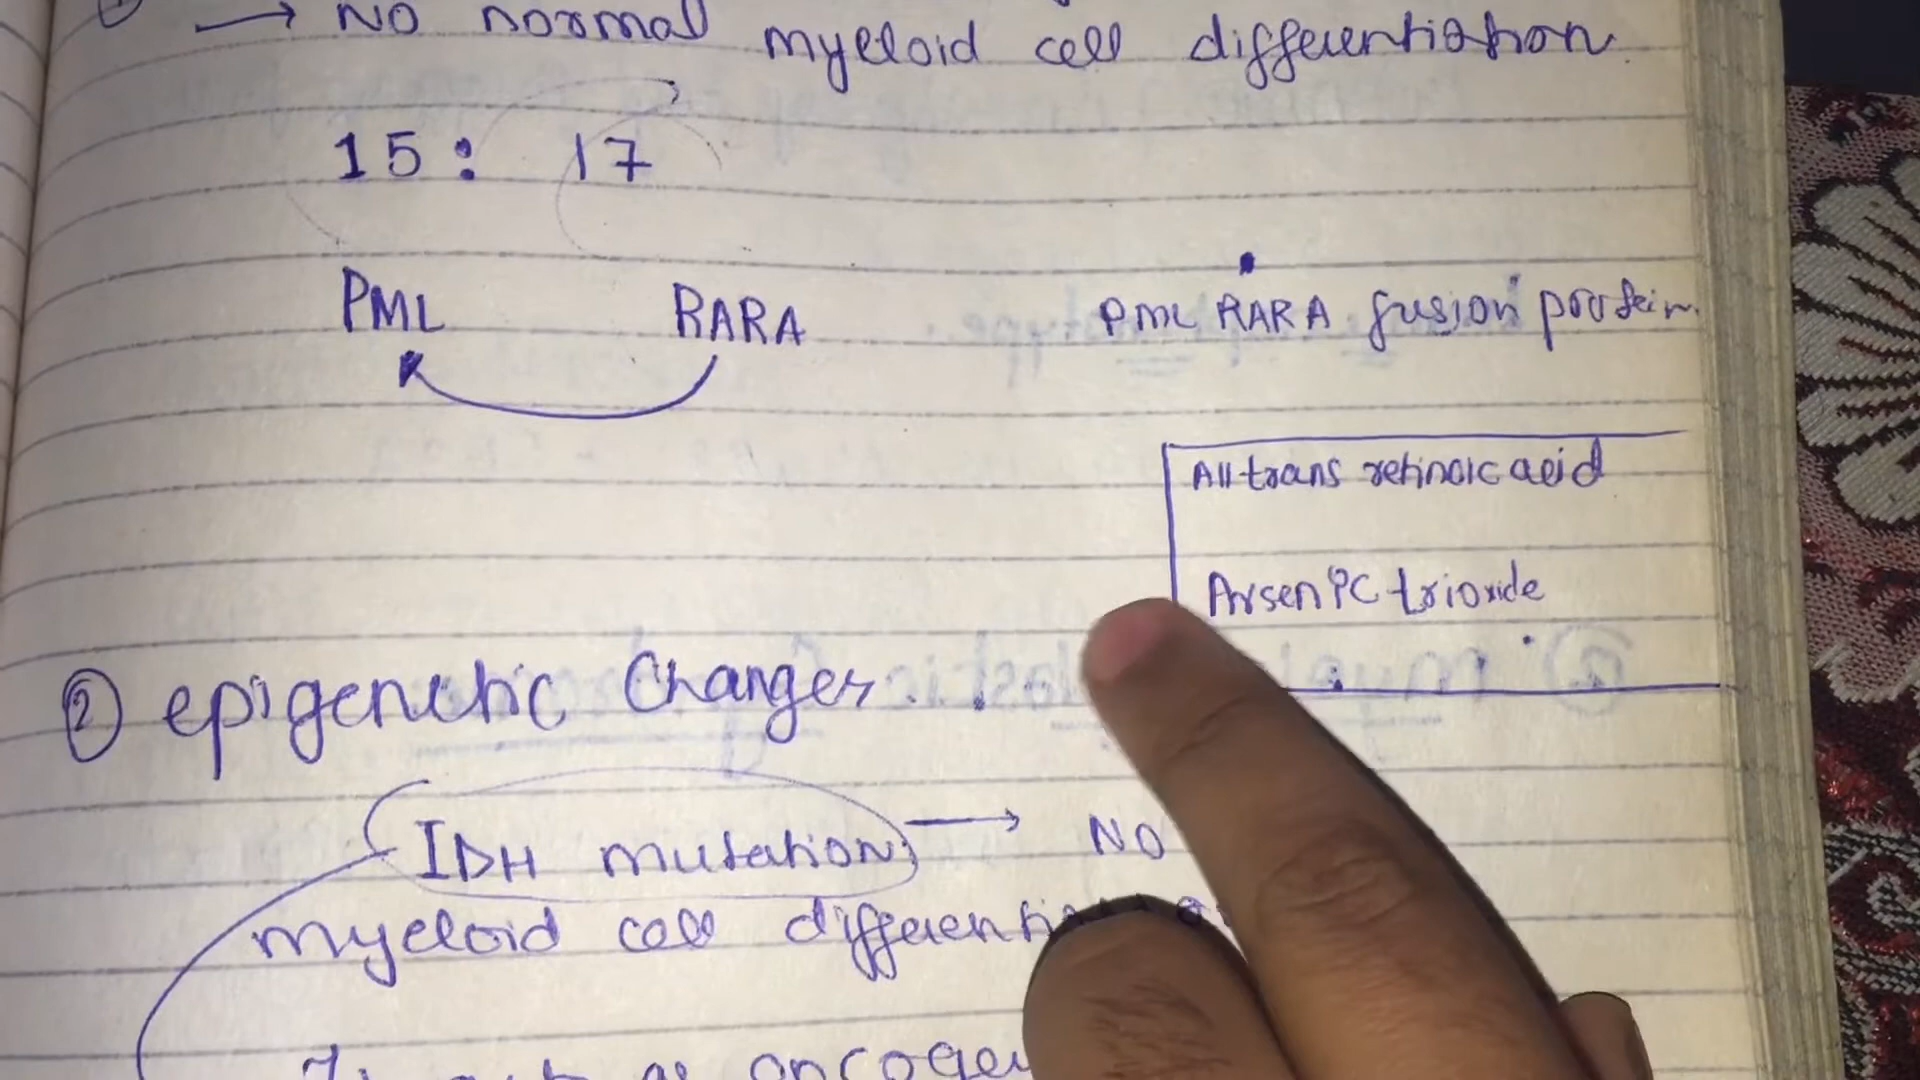 → NO normal myeloid cell differentiation
15: 17
PML RARA PML RARA fusion protein.
All trans retinoic acid
Arsenic trioxide
② epigenetic Changes.
IDH mutation → NO
myeloid cell
as